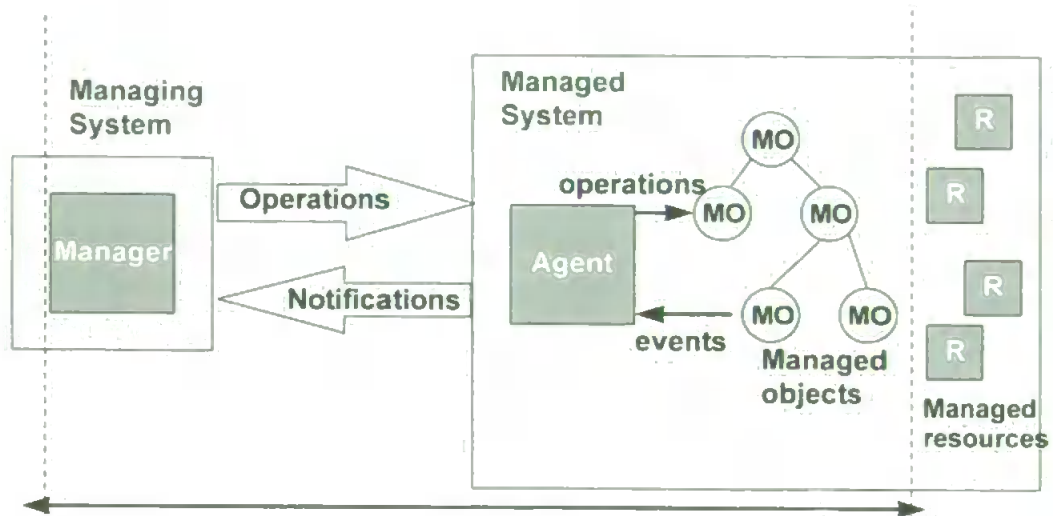 Managing
System
Manager
Operations
Notifications
Managed
System
operations
Agent
events
MO
MO
MO
MO
MO
Managed
objects
R
R
R
R
Managed
resources